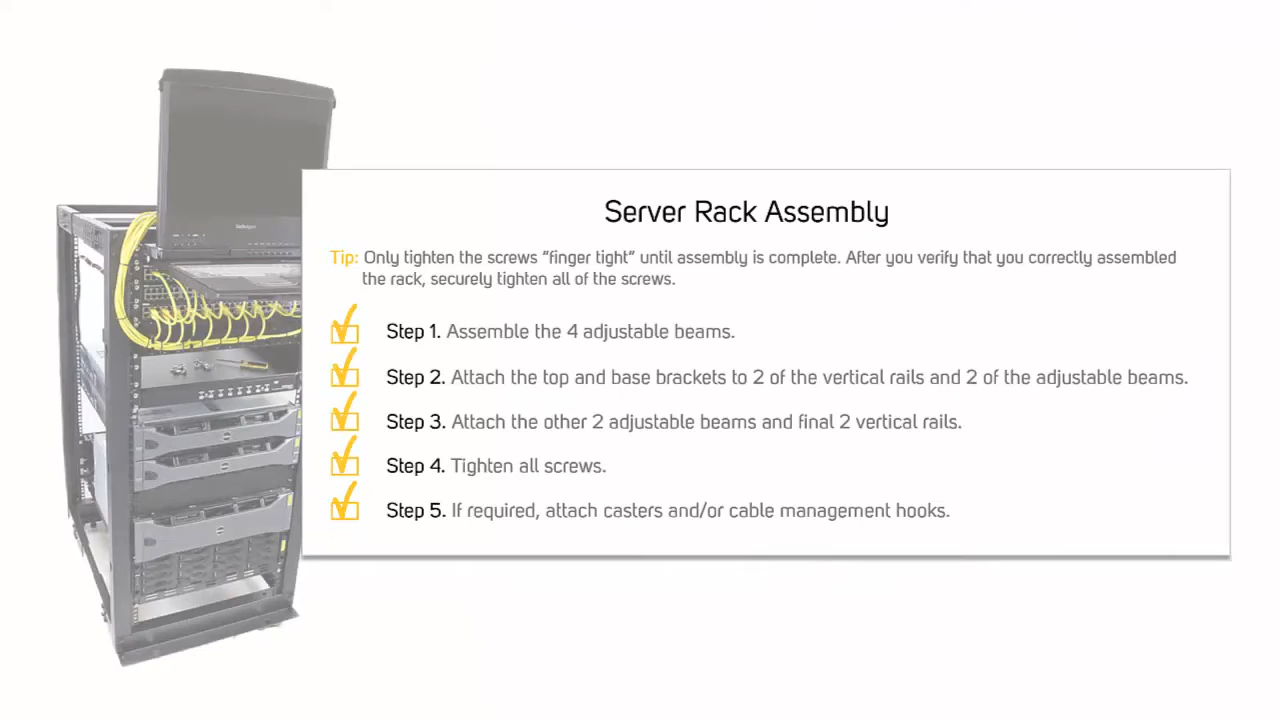 Server Rack Assembly
Tip: Only tighten the screws “finger tight” until assembly is complete. After you verify that you correctly assembled
the rack, securely tighten all of the screws.
Step 1. Assemble the 4 adjustable beams.
Step 2. Attach the top and base brackets to 2 of the vertical rails and 2 of the adjustable beams.
Step 3. Attach the other 2 adjustable beams and final 2 vertical rails.
Step 4. Tighten all screws.
Step 5. If required, attach casters and/or cable management hooks.